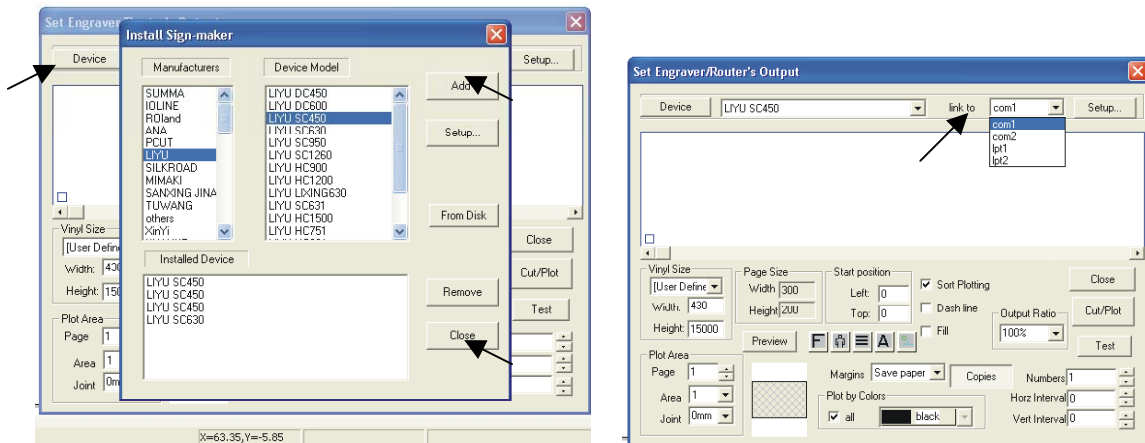 Set Engraver
Install Sign-maker
Device
Manufacturers
Device Model
Add
Setup...
Setup...
SUMMA
IOLINE
ROland
ANA
PCUT
LIYU
SILKROAD
MIMAKI
SANXING JINA
TUWANG
others
XinYi
LIYU DC450
LIYU DC600
LIYU SC450
LIYU SC630
LIYU SC950
LIYU SC1260
LIYU HC900
LIYU HC1200
LIYU LIXING630
LIYU SC631
LIYU HC1500
LIYU HC751
From Disk
Installed Device
LIYU SC450
LIYU SC450
LIYU SC450
LIYU SC630
Remove
Close
Vinyl Size
[User Define
Width: 430
Height:
Plot Area
Page 1
Area 1
Joint 0m
Close
Cut/Plot
Test
X=63.35,Y=-5.85
Set Engraver/Router's Output
Device LIYU SC450 link to com1 Setup...
com1
com2
lpt1
lpt2
Vinyl Size
[User Define
Width: 430
Height: 15000
Page Size
Width 300
Height 200
Start position
Left: 0
Top: 0
Sort Plotting
Dash line
Fill
Output Ratio
100%
Close
Cut/Plot
Test
Preview F A
Plot Area
Page 1
Area 1
Joint 0mm
Margins Save paper Copies
Plot by Colors
all black
Numbers 1
Horz Interval 0
Vert Interval 0